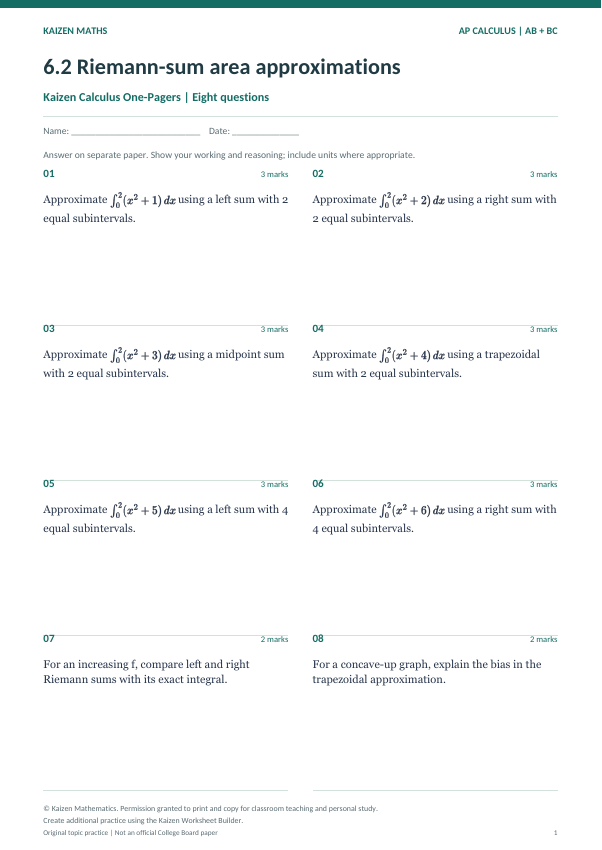 KAIZEN MATHS
AP CALCULUS | AB + BC
6.2 Riemann-sum area approximations
Kaizen Calculus One-Pagers | Eight questions
Name: ____________________________ Date: ______________
Answer on separate paper. Show your working and reasoning; include units where appropriate.
01 3 marks
Approximate ∫₀²(x² + 1) dx using a left sum with 2
equal subintervals.
02 3 marks
Approximate ∫₀²(x² + 2) dx using a right sum with
2 equal subintervals.
03 3 marks
Approximate ∫₀²(x² + 3) dx using a midpoint sum
with 2 equal subintervals.
04 3 marks
Approximate ∫₀²(x² + 4) dx using a trapezoidal
sum with 2 equal subintervals.
05 3 marks
Approximate ∫₀²(x² + 5) dx using a left sum with 4
equal subintervals.
06 3 marks
Approximate ∫₀²(x² + 6) dx using a right sum with
4 equal subintervals.
07 2 marks
For an increasing f, compare left and right
Riemann sums with its exact integral.
08 2 marks
For a concave-up graph, explain the bias in the
trapezoidal approximation.
© Kaizen Mathematics. Permission granted to print and copy for classroom teaching and personal study.
Create additional practice using the Kaizen Worksheet Builder.
Original topic practice | Not an official College Board paper
1